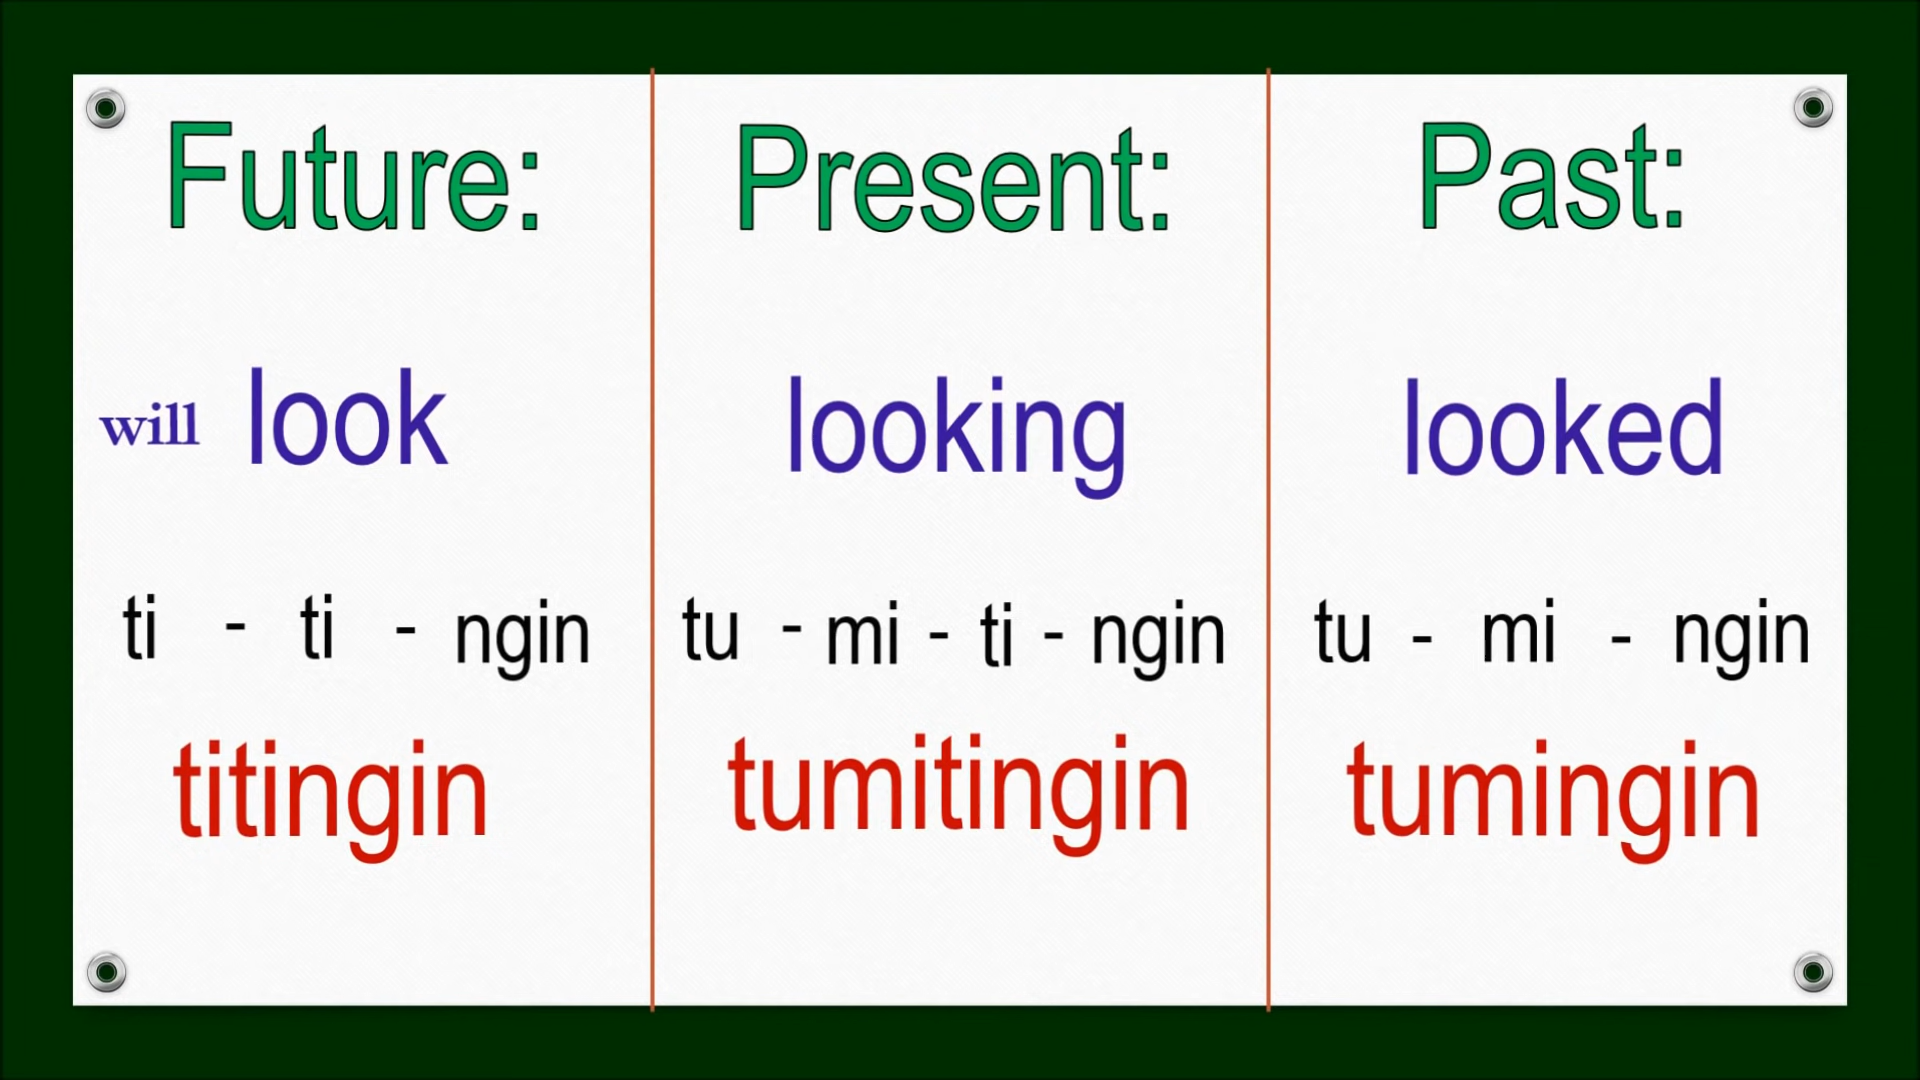 Future:
will look
ti - ti - ngin
titingin
Present:
looking
tu - mi - ti - ngin
tumitingin
Past:
looked
tu - mi - ngin
tumingin